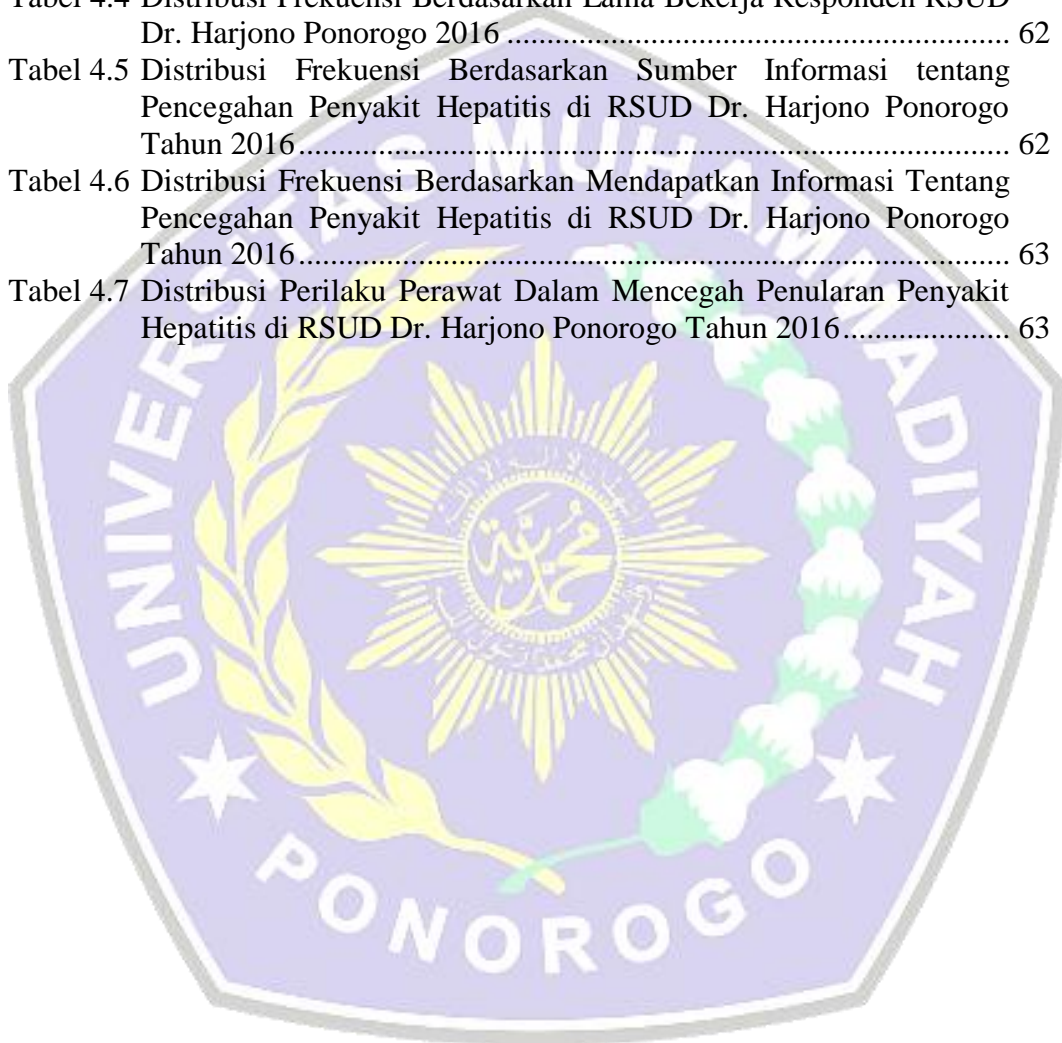 Tabel 4.4 Distribusi Frekuensi Berdasarkan Lama Bekerja Responden RSUD
Dr. Harjono Ponorogo 2016 ................................................................ 62
Tabel 4.5 Distribusi Frekuensi Berdasarkan Sumber Informasi tentang
Pencegahan Penyakit Hepatitis di RSUD Dr. Harjono Ponorogo
Tahun 2016.......................................................................................... 62
Tabel 4.6 Distribusi Frekuensi Berdasarkan Mendapatkan Informasi Tentang
Pencegahan Penyakit Hepatitis di RSUD Dr. Harjono Ponorogo
Tahun 2016.......................................................................................... 63
Tabel 4.7 Distribusi Perilaku Perawat Dalam Mencegah Penularan Penyakit
Hepatitis di RSUD Dr. Harjono Ponorogo Tahun 2016..................... 63
UNIVERSITAS MUHAMMADIYAH
PONOROGO